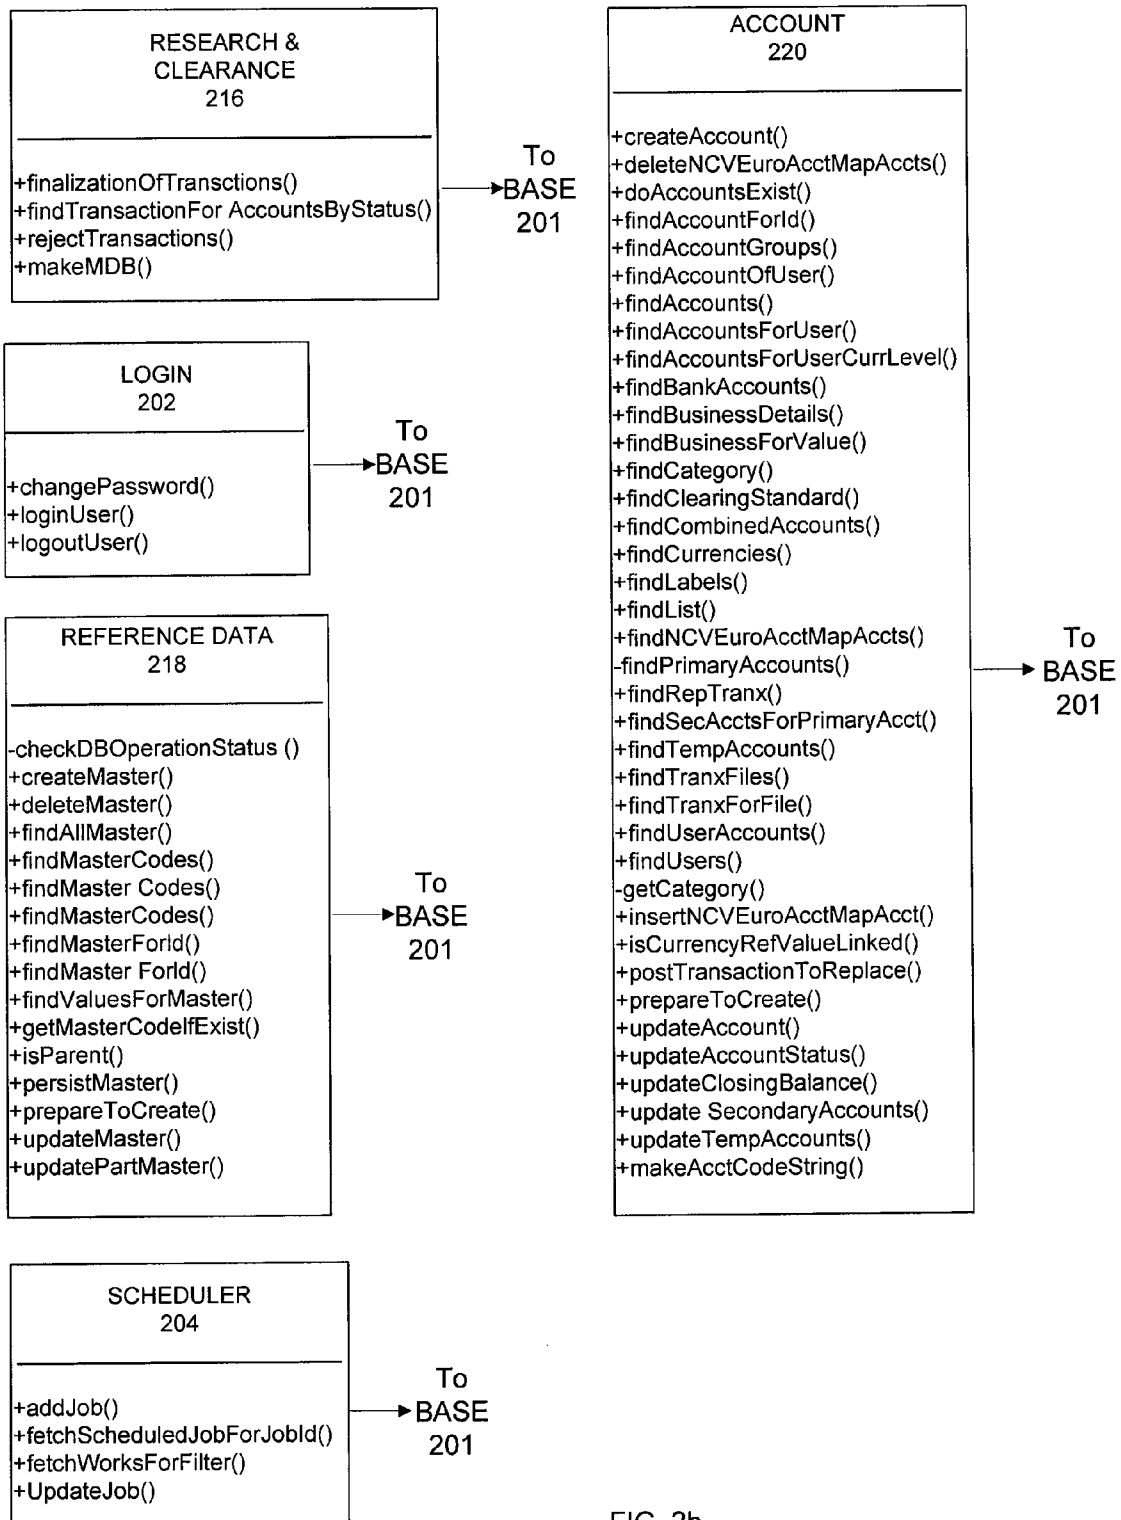 RESEARCH &
CLEARANCE
216
+finalizationOfTransctions()
+findTransactionFor AccountsByStatus()
+rejectTransactions()
+makeMDB()
To
BASE
201
LOGIN
202
+changePassword()
+loginUser()
+logoutUser()
To
BASE
201
REFERENCE DATA
218
-checkDBOperationStatus ()
+createMaster()
+deleteMaster()
+findAllMaster()
+findMasterCodes()
+findMaster Codes()
+findMasterCodes()
+findMasterForId()
+findMaster ForId()
+findValuesForMaster()
+getMasterCodeIfExist()
+isParent()
+persistMaster()
+prepareToCreate()
+updateMaster()
+updatePartMaster()
To
BASE
201
SCHEDULER
204
+addJob()
+fetchScheduledJobForJobId()
+fetchWorksForFilter()
+UpdateJob()
To
BASE
201
ACCOUNT
220
+createAccount()
+deleteNCVEuroAcctMapAccts()
+doAccountsExist()
+findAccountForId()
+findAccountGroups()
+findAccountOfUser()
+findAccounts()
+findAccountsForUser()
+findAccountsForUserCurrLevel()
+findBankAccounts()
+findBusinessDetails()
+findBusinessForValue()
+findCategory()
+findClearingStandard()
+findCombinedAccounts()
+findCurrencies()
+findLabels()
+findList()
+findNCVEuroAcctMapAccts()
-findPrimaryAccounts()
+findRepTranx()
+findSecAcctsForPrimaryAcct()
+findTempAccounts()
+findTranxFiles()
+findTranxForFile()
+findUserAccounts()
+findUsers()
-getCategory()
+insertNCVEuroAcctMapAcct()
+isCurrencyRefValueLinked()
+postTransactionToReplace()
+prepareToCreate()
+updateAccount()
+updateAccountStatus()
+updateClosingBalance()
+update SecondaryAccounts()
+updateTempAccounts()
+makeAcctCodeString()
To
BASE
201